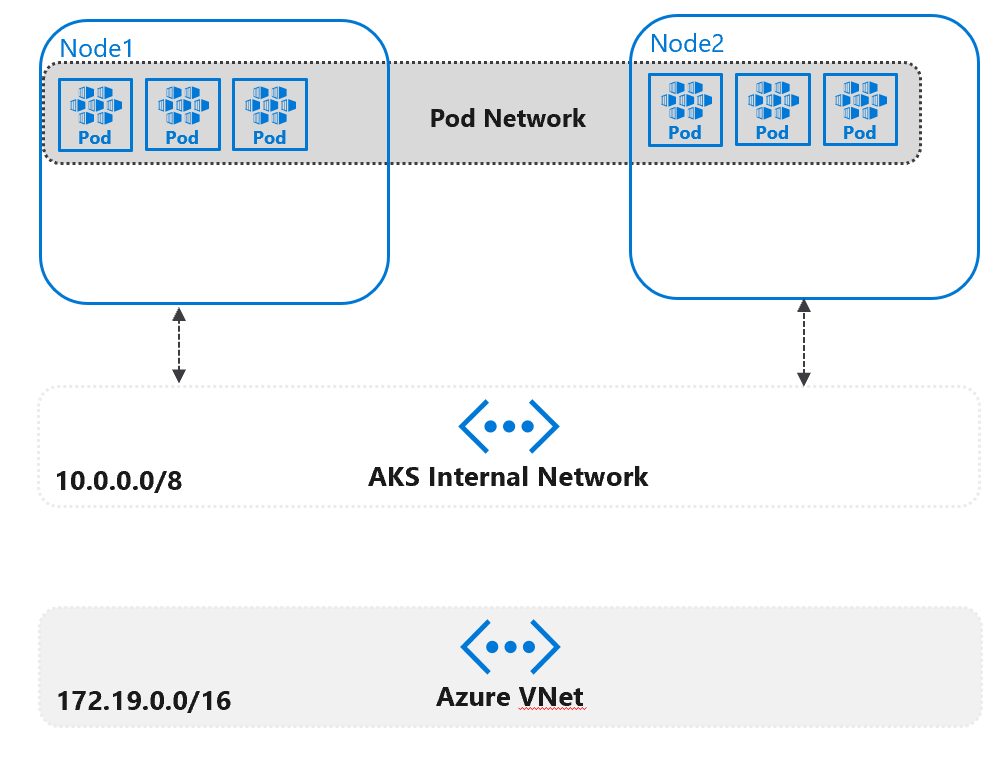 Node1
Node2
Pod
Pod
Pod
Pod Network
Pod
Pod
Pod
10.0.0.0/8
AKS Internal Network
172.19.0.0/16
Azure VNet